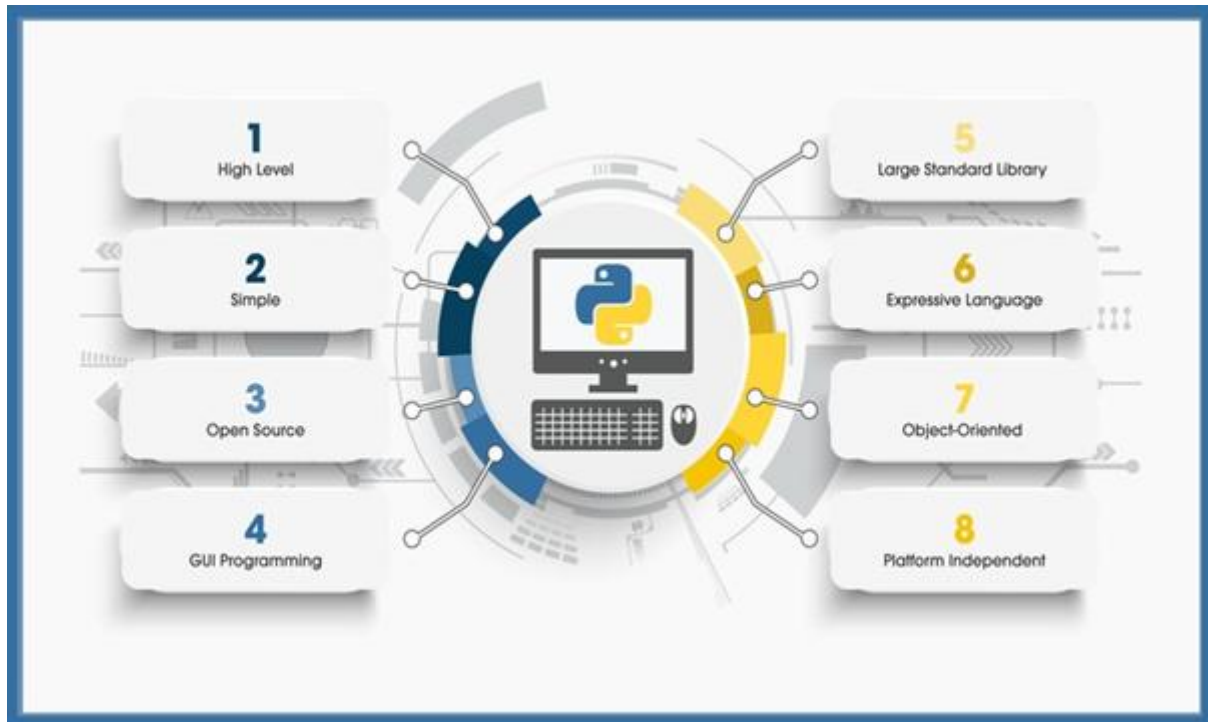 1
High Level
2
Simple
3
Open Source
4
GUI Programming
5
Large Standard Library
6
Expressive Language
7
Object-Oriented
8
Platform Independent